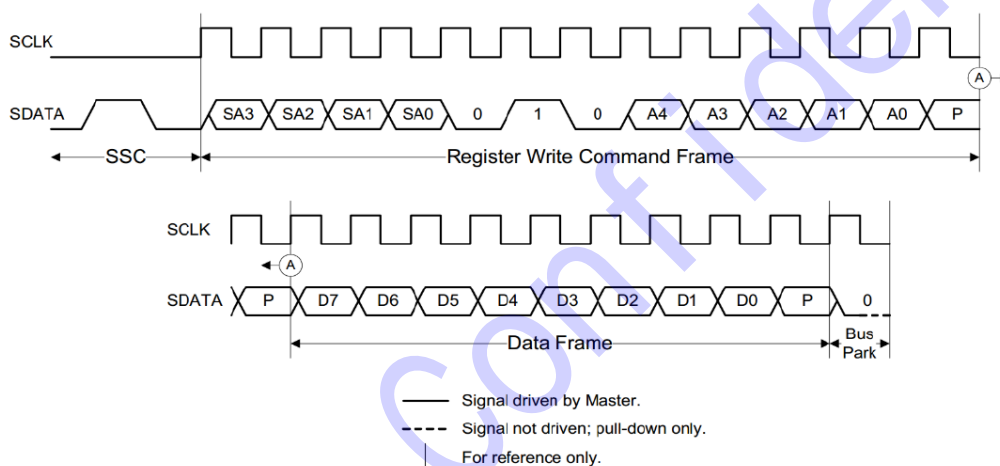 SCLK
A
SDATA SA3 SA2 SA1 SA0 0 1 0 A4 A3 A2 A1 A0 P
SSC Register Write Command Frame
SCLK
A
SDATA P D7 D6 D5 D4 D3 D2 D1 D0 P 0
Data Frame Bus Park
Signal driven by Master.
Signal not driven; pull-down only.
For reference only.
Confiden